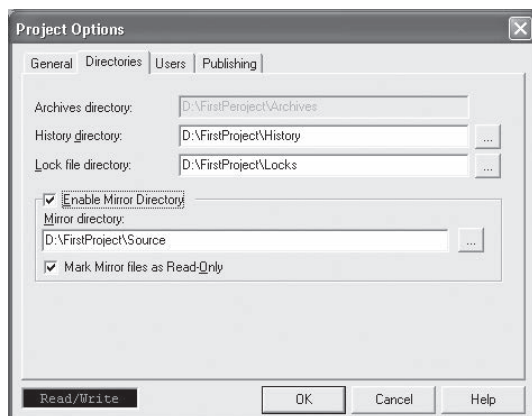 Project Options
General Directories Users Publishing
Archives directory: D:\FirstPeroject\Archives
History directory: D:\FirstProject\History ...
Lock file directory: D:\FirstProject\Locks ...
Enable Mirror Directory
Mirror directory:
D:\FirstProject\Source ...
Mark Mirror files as Read-Only
Read/Write OK Cancel Help